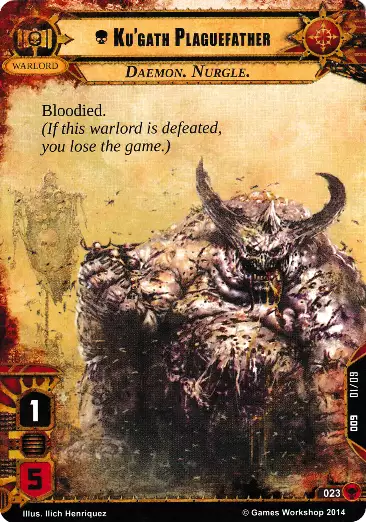 Ku'gath Plaguefather
WARLORD
Daemon. Nurgle.
Bloodied.
(If this warlord is defeated,
you lose the game.)
1
5
023
Illus. Ilich Henriquez
© Games Workshop 2014